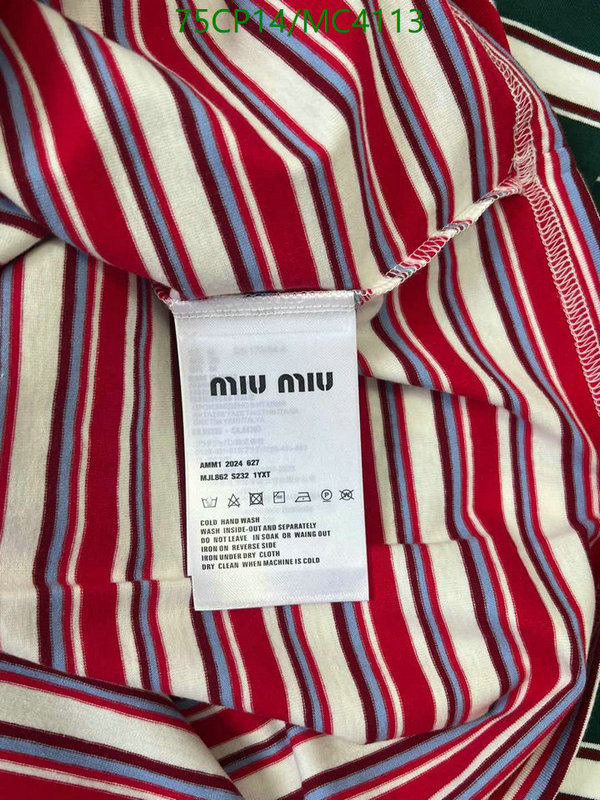 75CP14/MC4113
miu miu
AMM1 2024 627
MJL862 S232 1YXT
COLD HAND WASH
WASH INSIDE-OUT AND SEPARATELY
DO NOT LEAVE IN SOAK OR WAING OUT
IRON ON REVERSE SIDE
IRON UNDER DRY CLOTH
DRY CLEAN WHEN MACHINE IS COLD